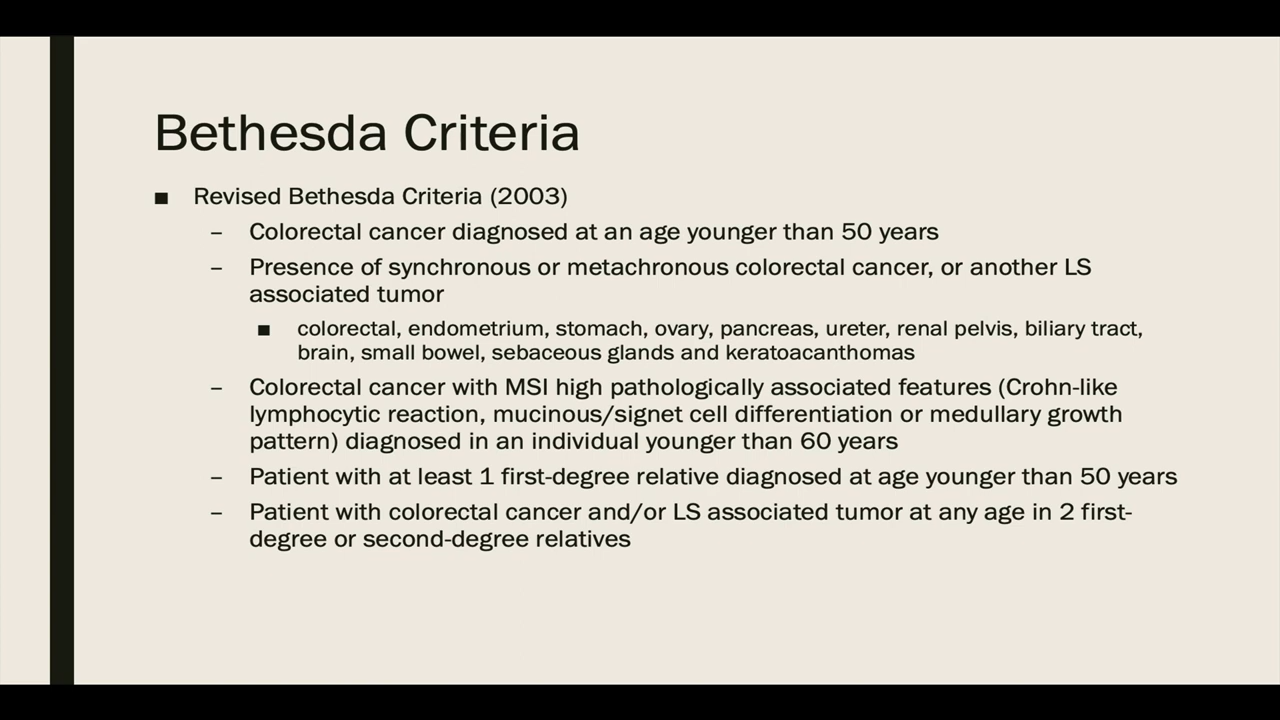 Bethesda Criteria
■ Revised Bethesda Criteria (2003)
– Colorectal cancer diagnosed at an age younger than 50 years
– Presence of synchronous or metachronous colorectal cancer, or another LS
associated tumor
■ colorectal, endometrium, stomach, ovary, pancreas, ureter, renal pelvis, biliary tract,
brain, small bowel, sebaceous glands and keratoacanthomas
– Colorectal cancer with MSI high pathologically associated features (Crohn-like
lymphocytic reaction, mucinous/signet cell differentiation or medullary growth
pattern) diagnosed in an individual younger than 60 years
– Patient with at least 1 first-degree relative diagnosed at age younger than 50 years
– Patient with colorectal cancer and/or LS associated tumor at any age in 2 first-
degree or second-degree relatives